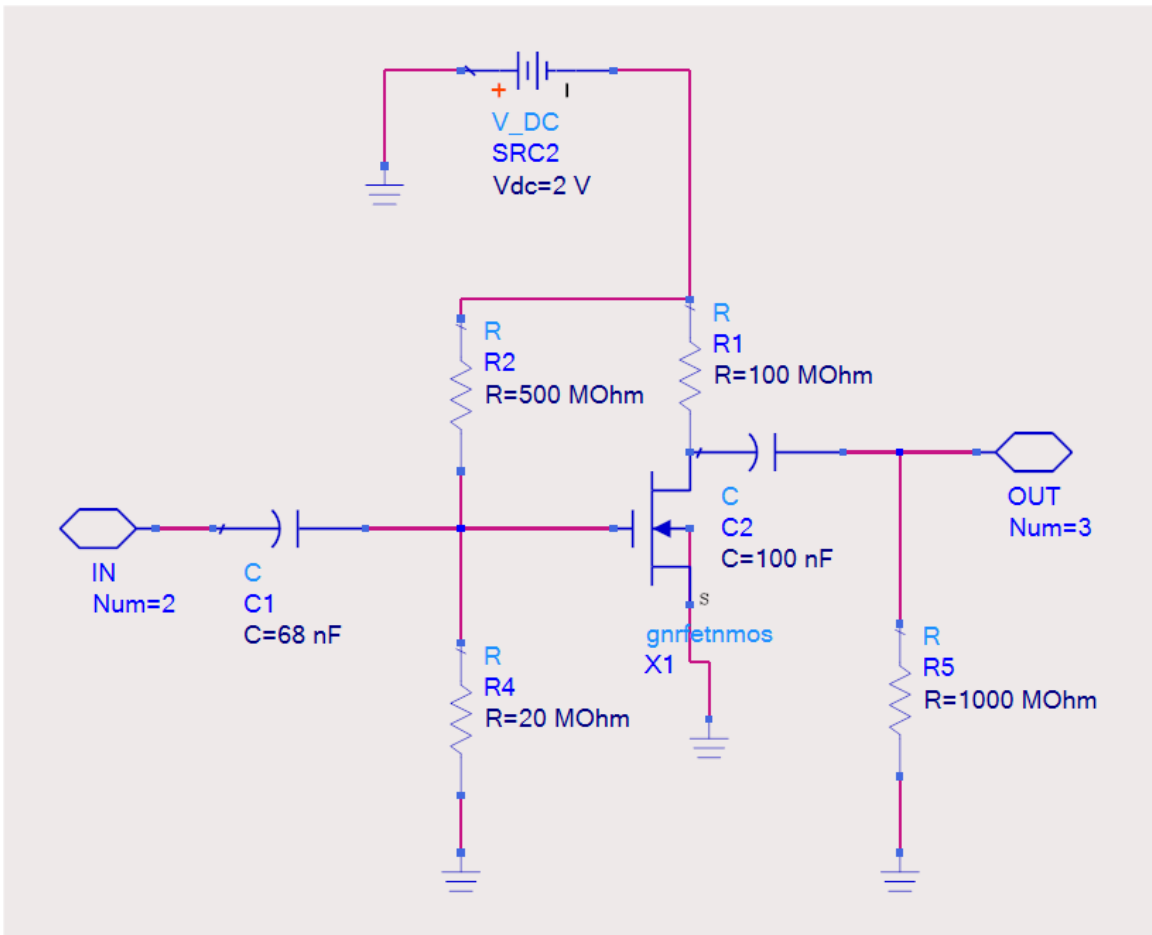 +
V_DC
SRC2
Vdc=2 V
R
R2
R=500 MOhm
R
R1
R=100 MOhm
C
C2
C=100 nF
OUT
Num=3
IN
Num=2
C
C1
C=68 nF
S
gnrfetnmos
X1
R
R4
R=20 MOhm
R
R5
R=1000 MOhm